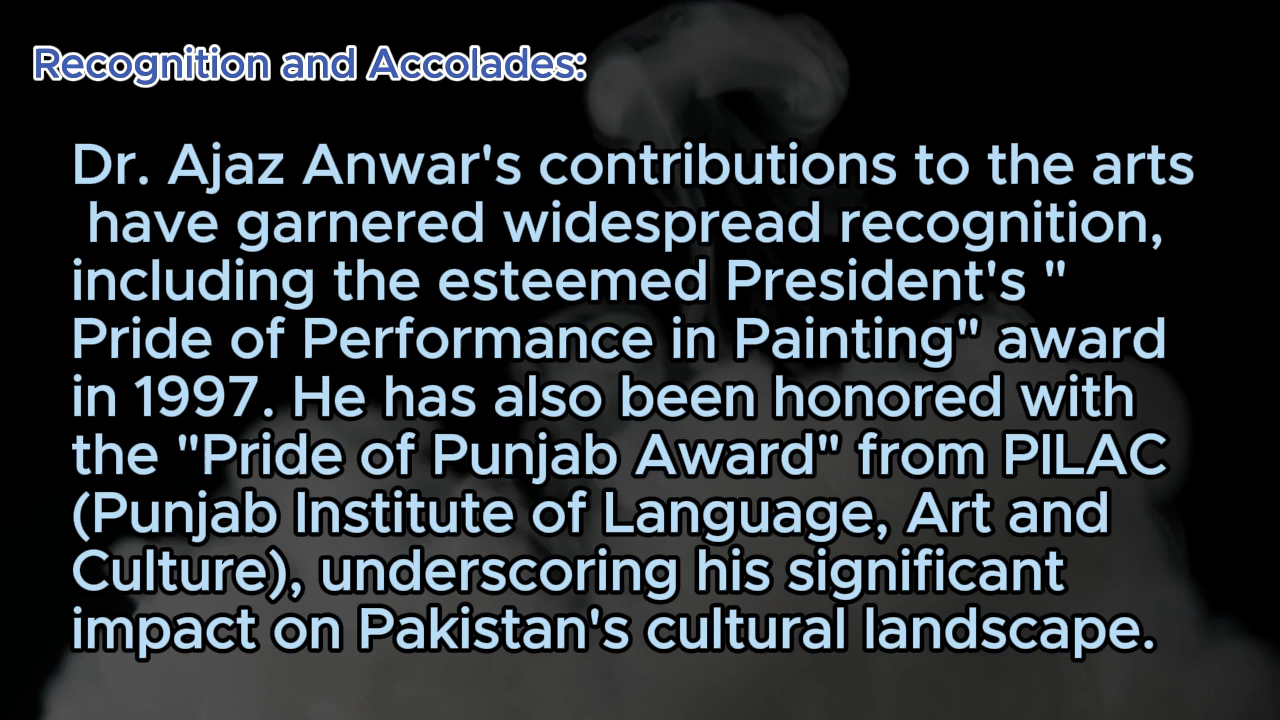 Recognition and Accolades:
Dr. Ajaz Anwar's contributions to the arts
have garnered widespread recognition,
including the esteemed President's "
Pride of Performance in Painting" award
in 1997. He has also been honored with
the "Pride of Punjab Award" from PILAC
(Punjab Institute of Language, Art and
Culture), underscoring his significant
impact on Pakistan's cultural landscape.